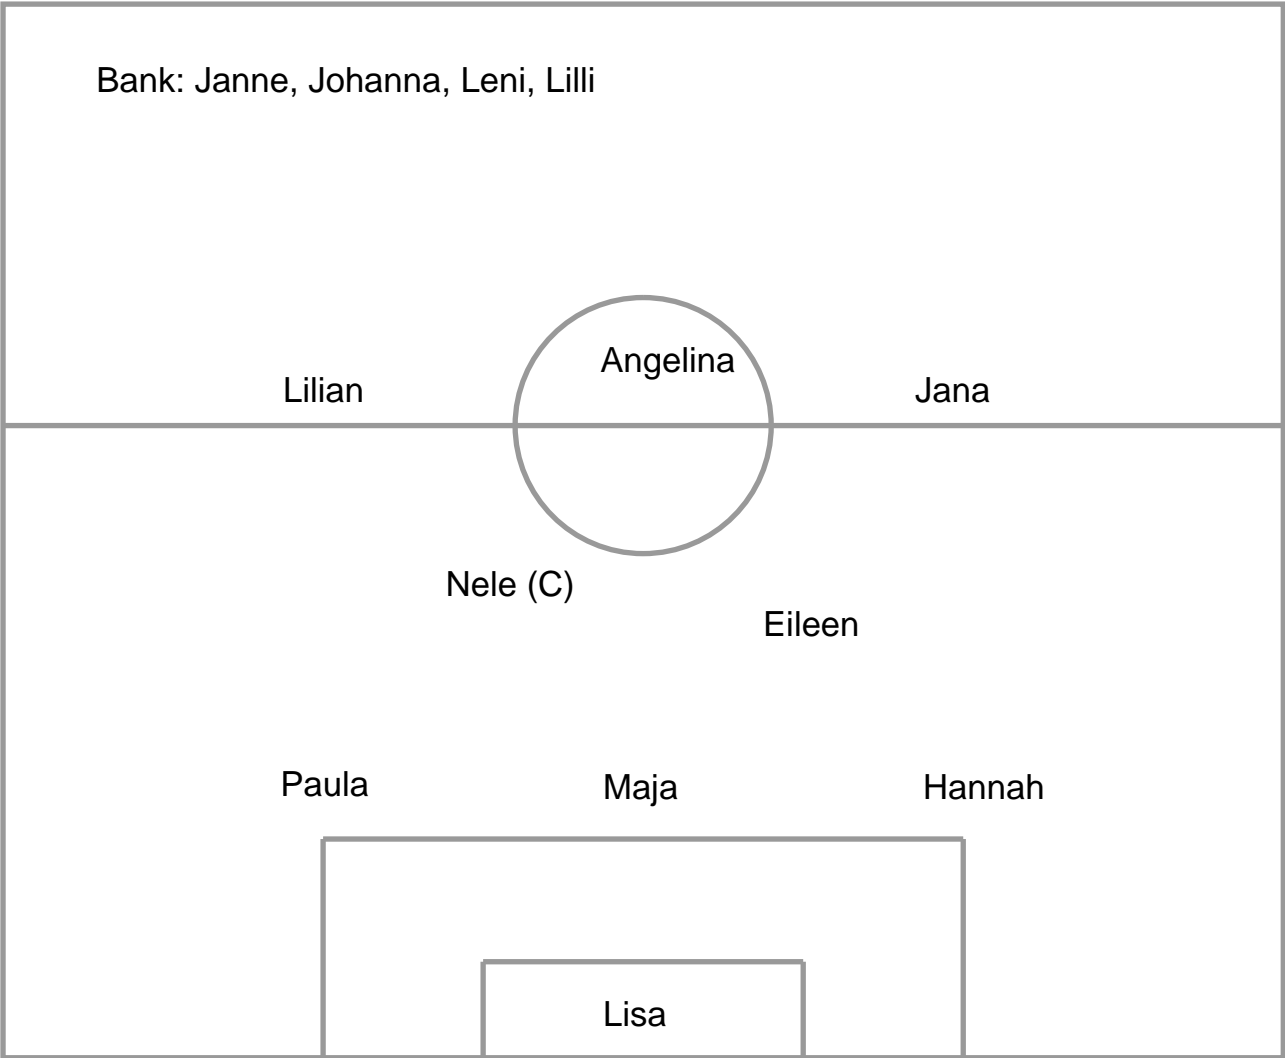 Bank: Janne, Johanna, Leni, Lilli
Angelina
Lilian
Jana
Nele (C)
Eileen
Paula
Maja
Hannah
Lisa